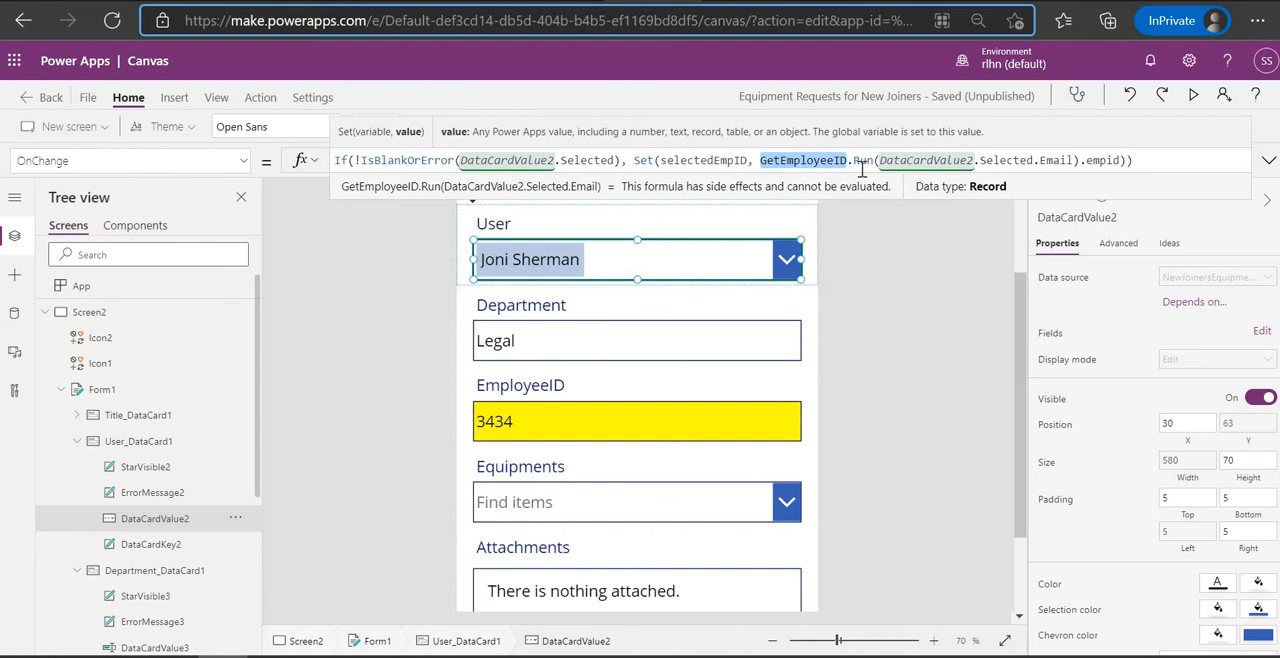 https://make.powerapps.com/e/Default-def3cd14-db5d-404b-b4b5-ef1169bd8df5/canvas/?action=edit&app-id=%...
InPrivate
Power Apps | Canvas
Environment
rlhn (default)
SS
Back
File
Home
Insert
View
Action
Settings
Equipment Requests for New Joiners - Saved (Unpublished)
New screen
Theme
Open Sans
Set(variable, value)
value: Any Power Apps value, including a number, text, record, table, or an object. The global variable is set to this value.
OnChange
=
fx
If(!IsBlankOrError(DataCardValue2.Selected), Set(selectedEmpID, GetEmployeeID.Run(DataCardValue2.Selected.Email).empid))
GetEmployeeID.Run(DataCardValue2.Selected.Email) = This formula has side effects and cannot be evaluated.
Data type: Record
Tree view
Screens
Components
Search
App
Screen2
Icon2
Icon1
Form1
Title_DataCard1
User_DataCard1
StarVisible2
ErrorMessage2
DataCardValue2
DataCardKey2
Department_DataCard1
StarVisible3
ErrorMessage3
DataCardValue3
User
Joni Sherman
Department
Legal
EmployeeID
3434
Equipments
Find items
Attachments
There is nothing attached.
DataCardValue2
Properties
Advanced
Ideas
Data source
NewJoinersEquipme...
Depends on...
Fields
Edit
Display mode
Edit
Visible
On
Position
30
63
X
Y
Size
580
70
Width
Height
Padding
5
5
Top
Bottom
5
5
Left
Right
Color
A
Selection color
Chevron color
Screen2
Form1
User_DataCard1
DataCardValue2
70 %